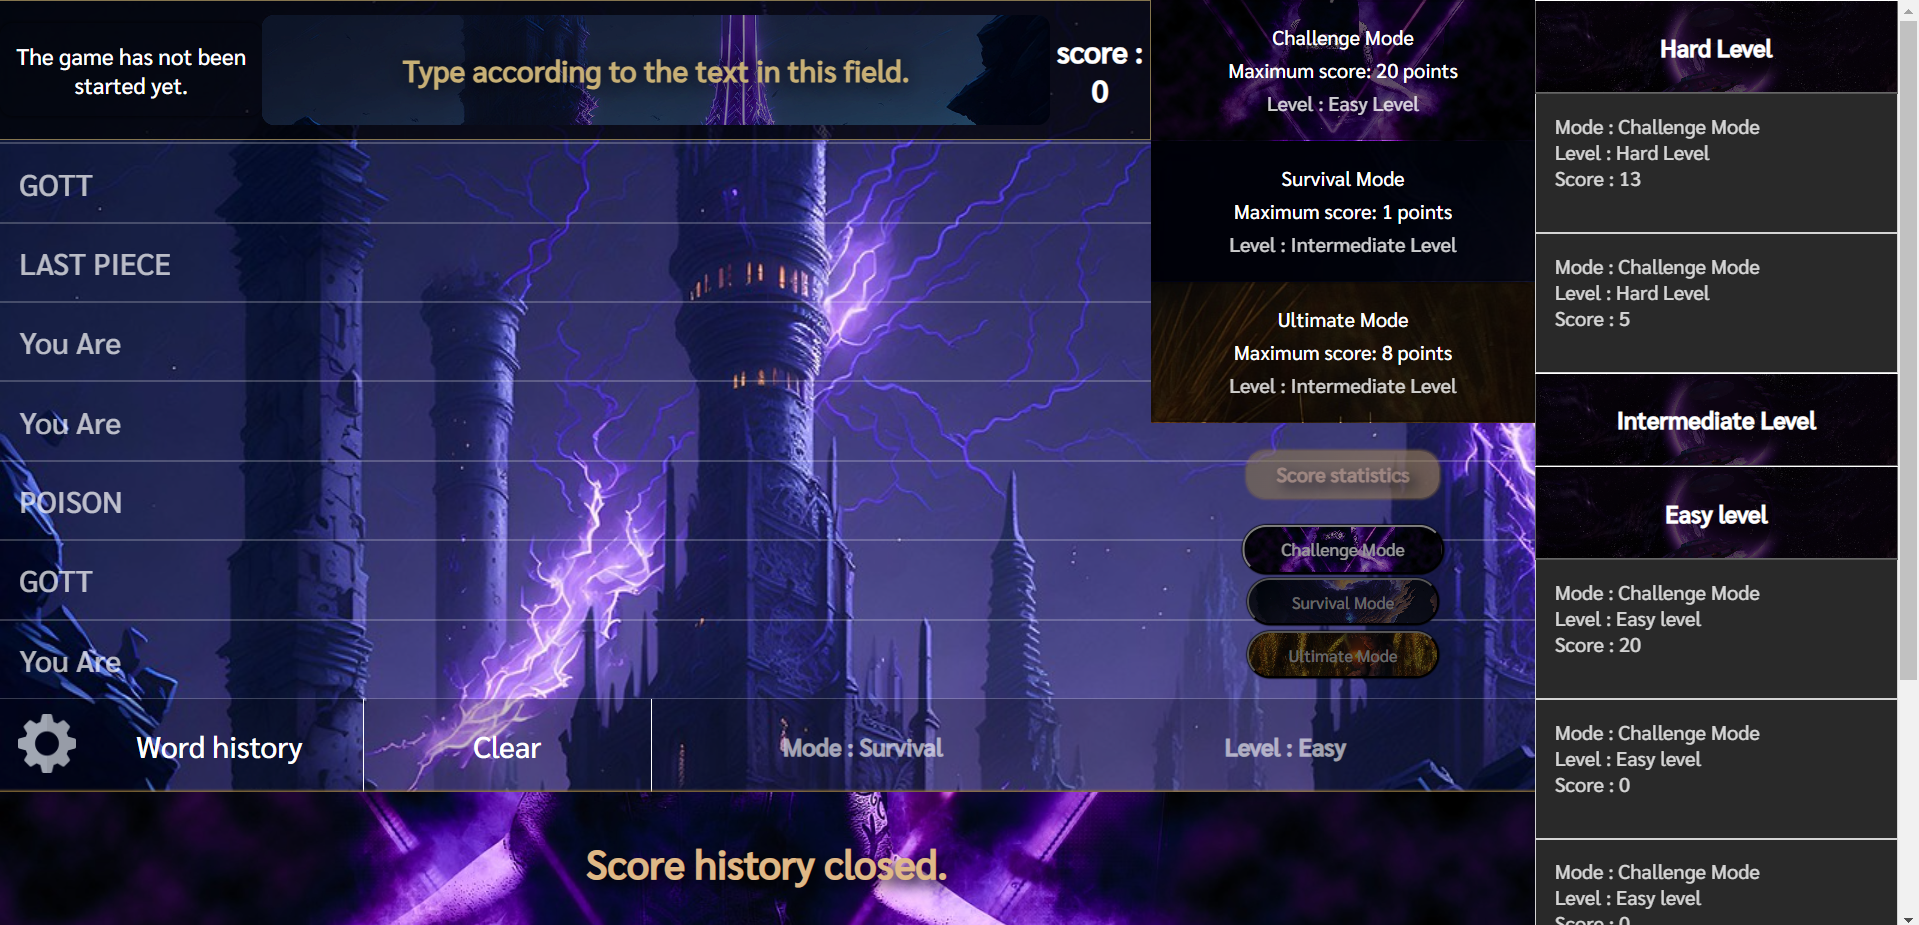 The game has not been
started yet.
Type according to the text in this field.
score :
0
GOTT
LAST PIECE
You Are
You Are
POISON
GOTT
You Are
Word history
Clear
Mode : Survival
Level : Easy
Score history closed.
Challenge Mode
Maximum score: 20 points
Level : Easy Level
Survival Mode
Maximum score: 1 points
Level : Intermediate Level
Ultimate Mode
Maximum score: 8 points
Level : Intermediate Level
Score statistics
Challenge Mode
Survival Mode
Ultimate Mode
Hard Level
Mode : Challenge Mode
Level : Hard Level
Score : 13
Mode : Challenge Mode
Level : Hard Level
Score : 5
Intermediate Level
Easy level
Mode : Challenge Mode
Level : Easy level
Score : 20
Mode : Challenge Mode
Level : Easy level
Score : 0
Mode : Challenge Mode
Level : Easy level
Score : 0